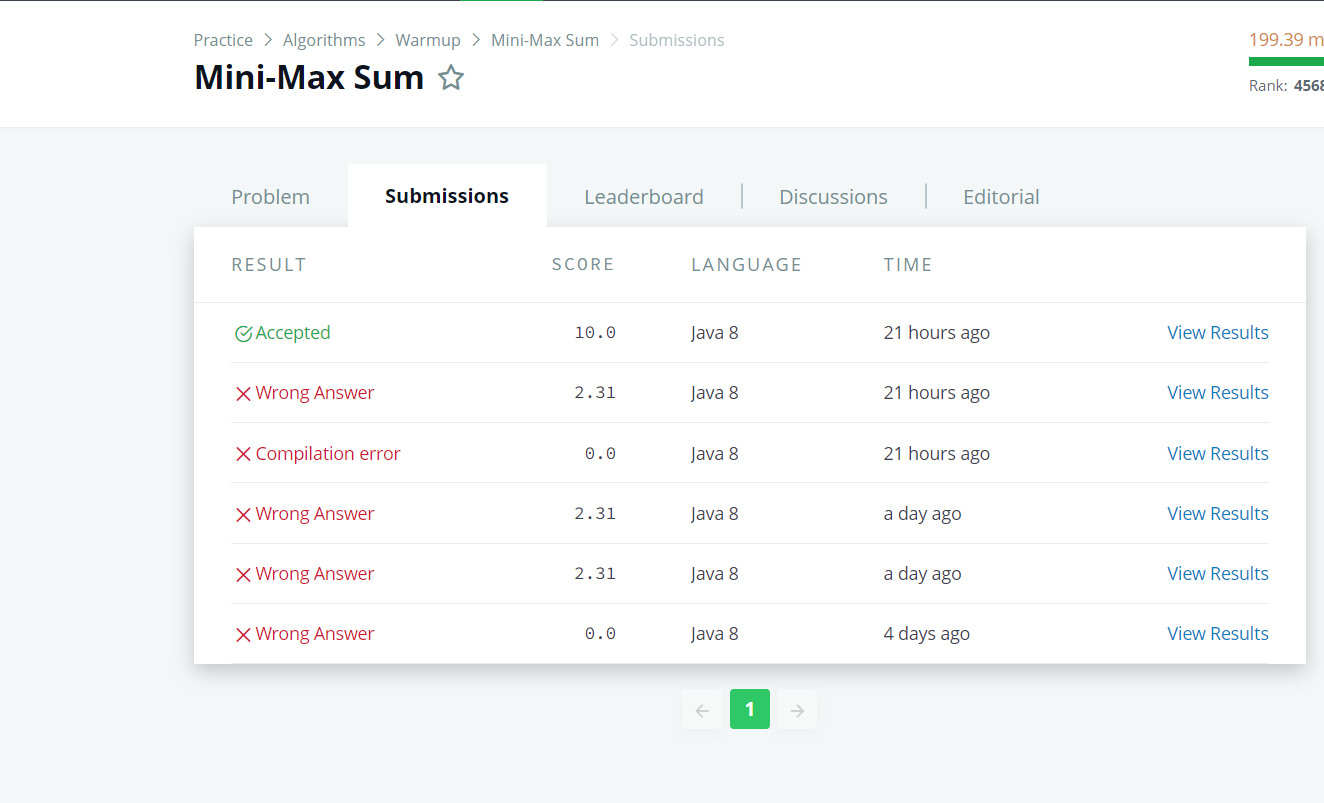 Practice > Algorithms > Warmup > Mini-Max Sum > Submissions
199.39
Mini-Max Sum
Rank: 4568
Problem Submissions Leaderboard Discussions Editorial
RESULT SCORE LANGUAGE TIME
Accepted 10.0 Java 8 21 hours ago View Results
Wrong Answer 2.31 Java 8 21 hours ago View Results
Compilation error 0.0 Java 8 21 hours ago View Results
Wrong Answer 2.31 Java 8 a day ago View Results
Wrong Answer 2.31 Java 8 a day ago View Results
Wrong Answer 0.0 Java 8 4 days ago View Results
1